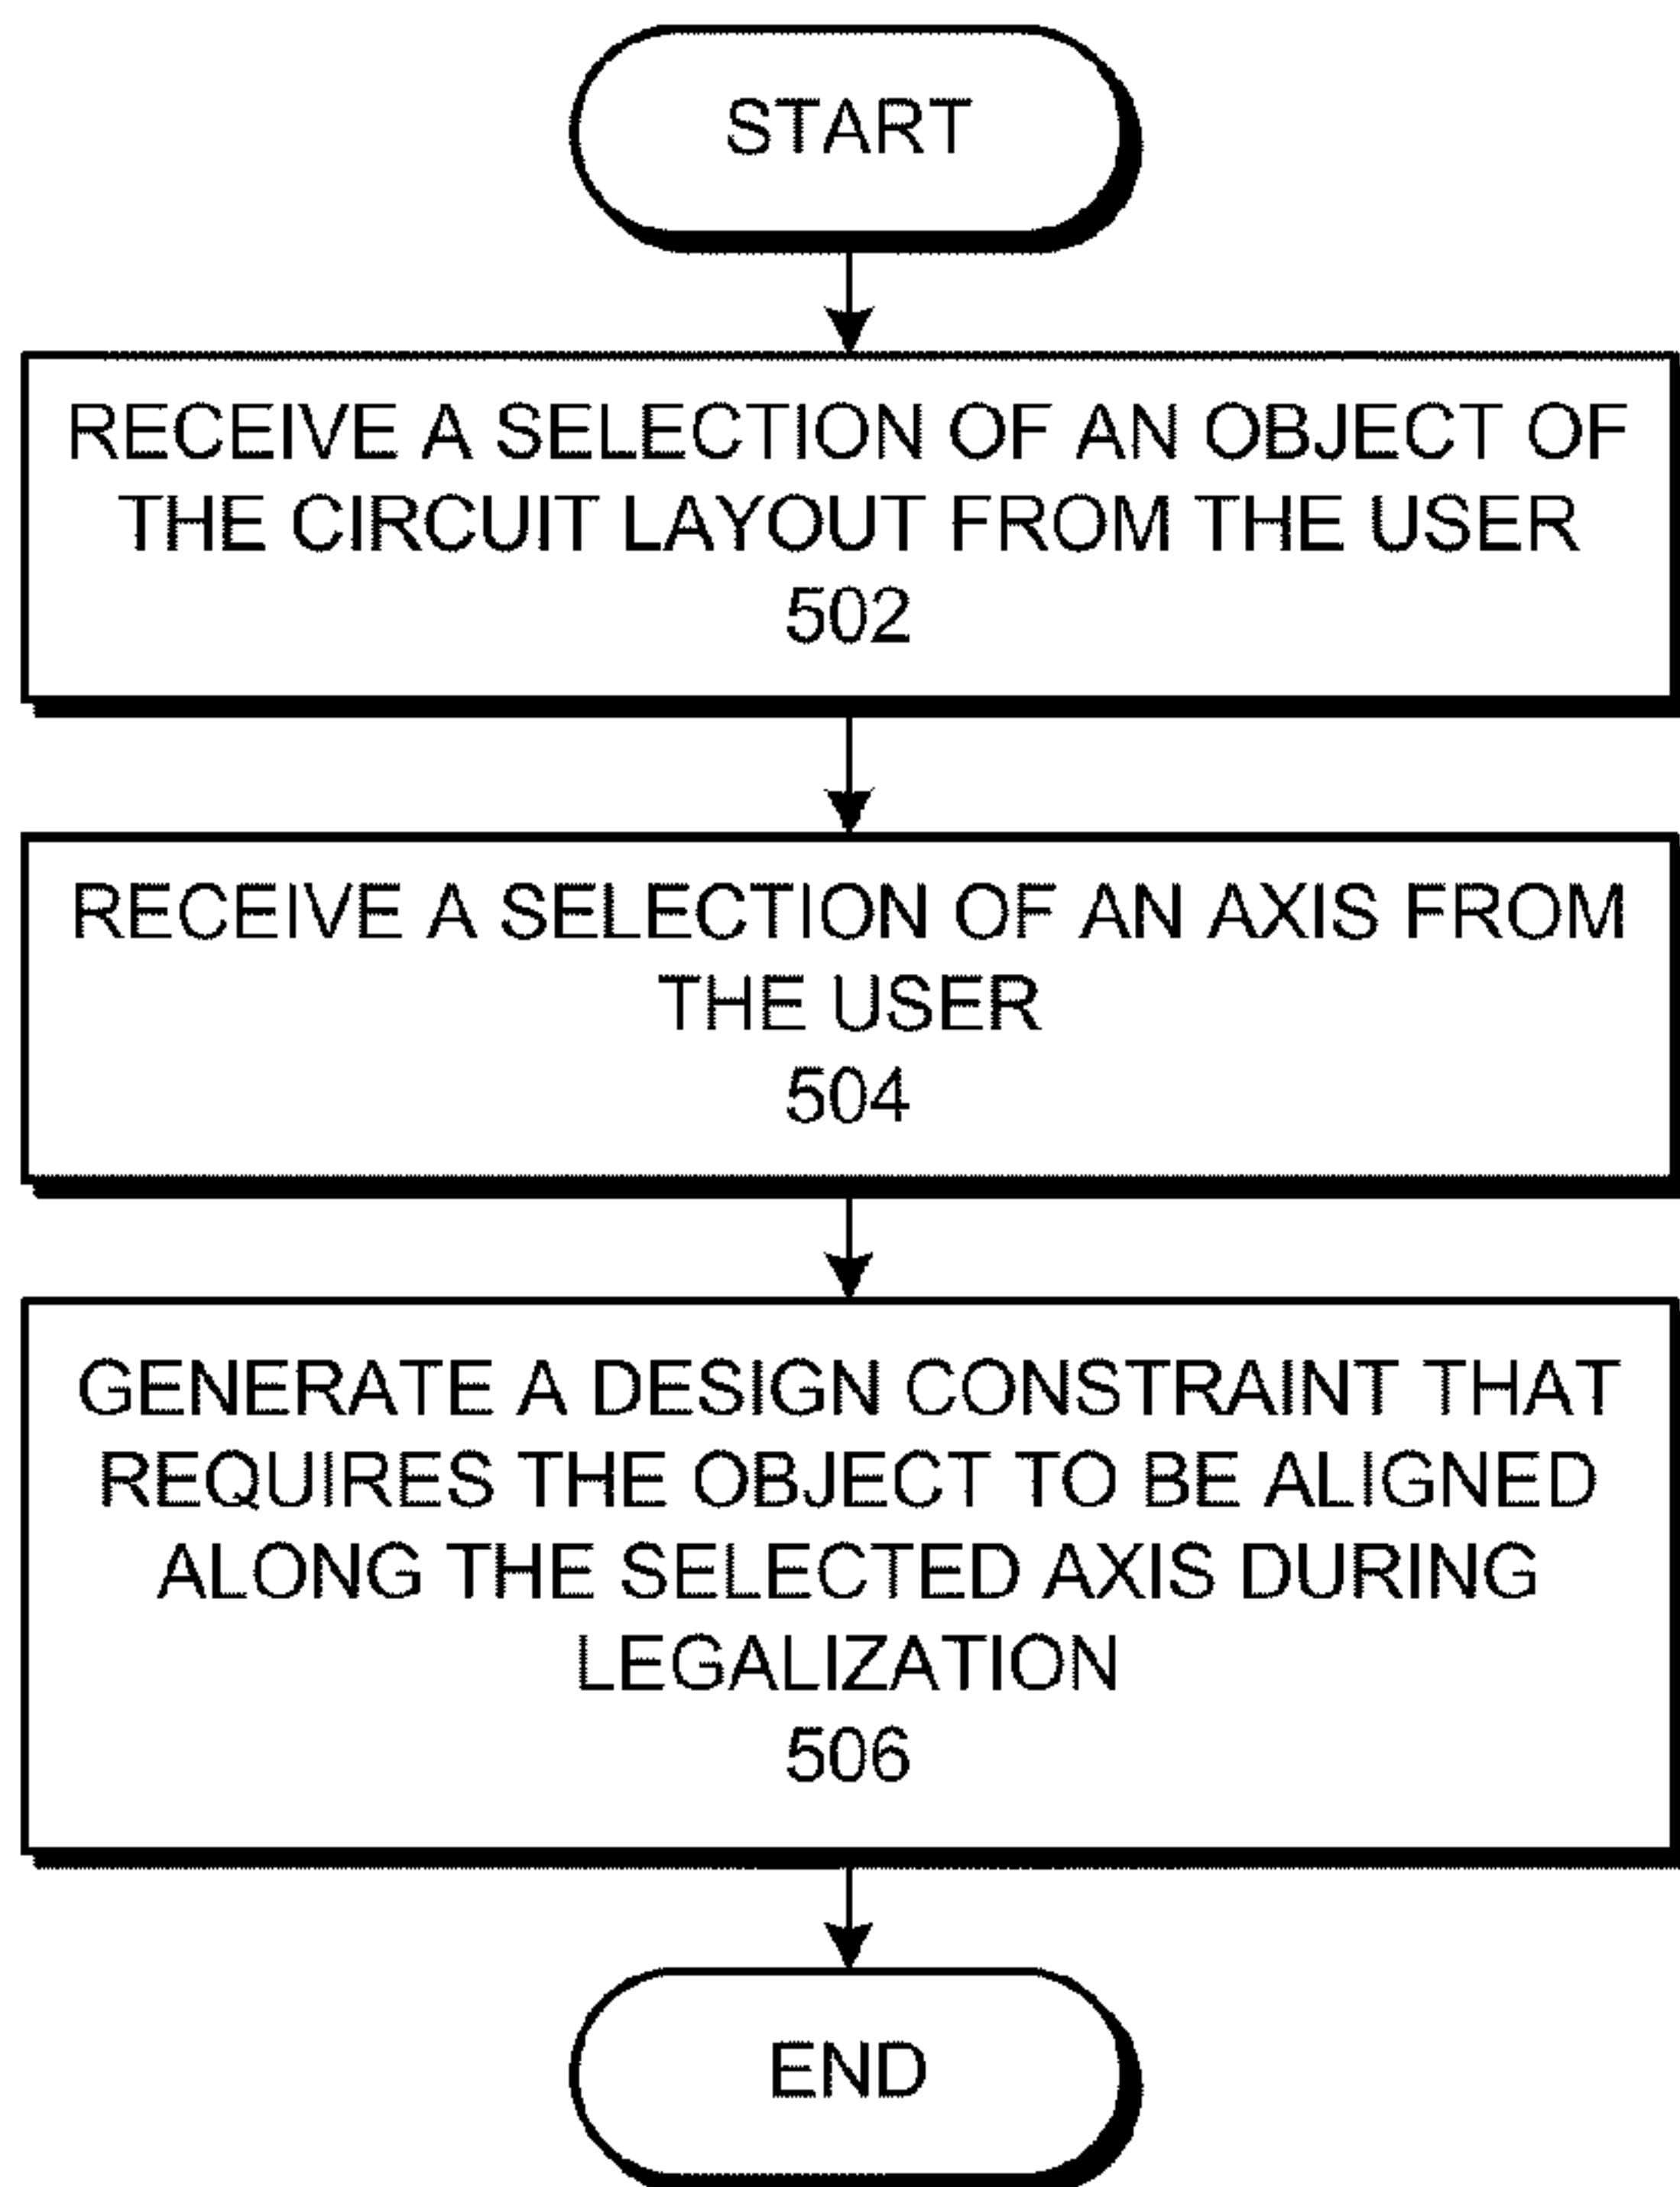 START
RECEIVE A SELECTION OF AN OBJECT OF
THE CIRCUIT LAYOUT FROM THE USER
502
RECEIVE A SELECTION OF AN AXIS FROM
THE USER
504
GENERATE A DESIGN CONSTRAINT THAT
REQUIRES THE OBJECT TO BE ALIGNED
ALONG THE SELECTED AXIS DURING
LEGALIZATION
506
END